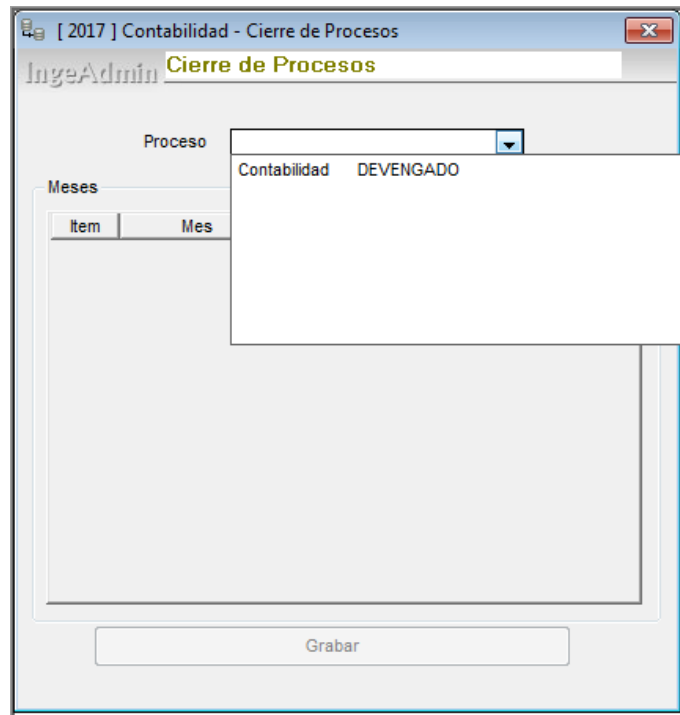 [ 2017 ] Contabilidad - Cierre de Procesos
IngeAdmin Cierre de Procesos
Proceso
Contabilidad DEVENGADO
Meses
Item Mes
Grabar